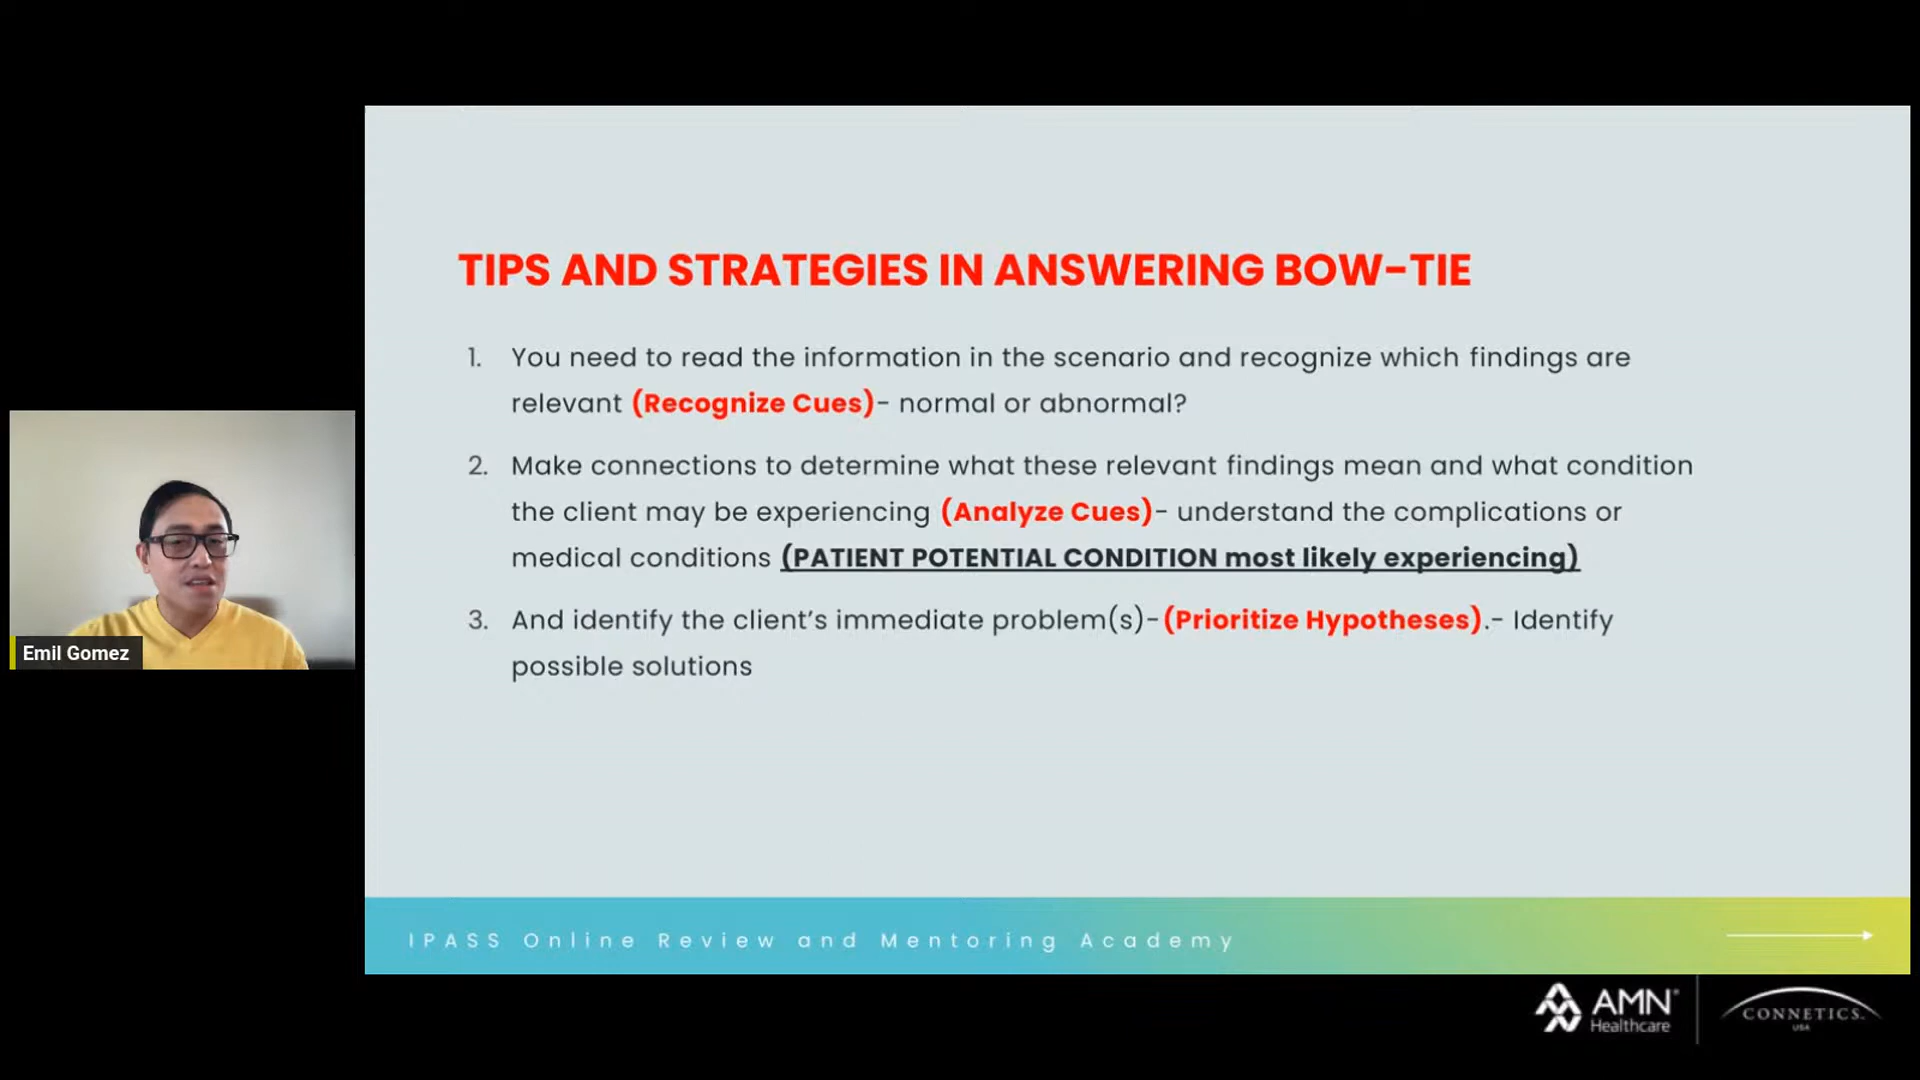 TIPS AND STRATEGIES IN ANSWERING BOW-TIE
1. You need to read the information in the scenario and recognize which findings are
relevant (Recognize Cues)- normal or abnormal?
2. Make connections to determine what these relevant findings mean and what condition
the client may be experiencing (Analyze Cues)- understand the complications or
medical conditions (PATIENT POTENTIAL CONDITION most likely experiencing)
3. And identify the client's immediate problem(s)-(Prioritize Hypotheses).- Identify
possible solutions
Emil Gomez
IPASS Online Review and Mentoring Academy
AMN
Healthcare
CONNETICS
USA